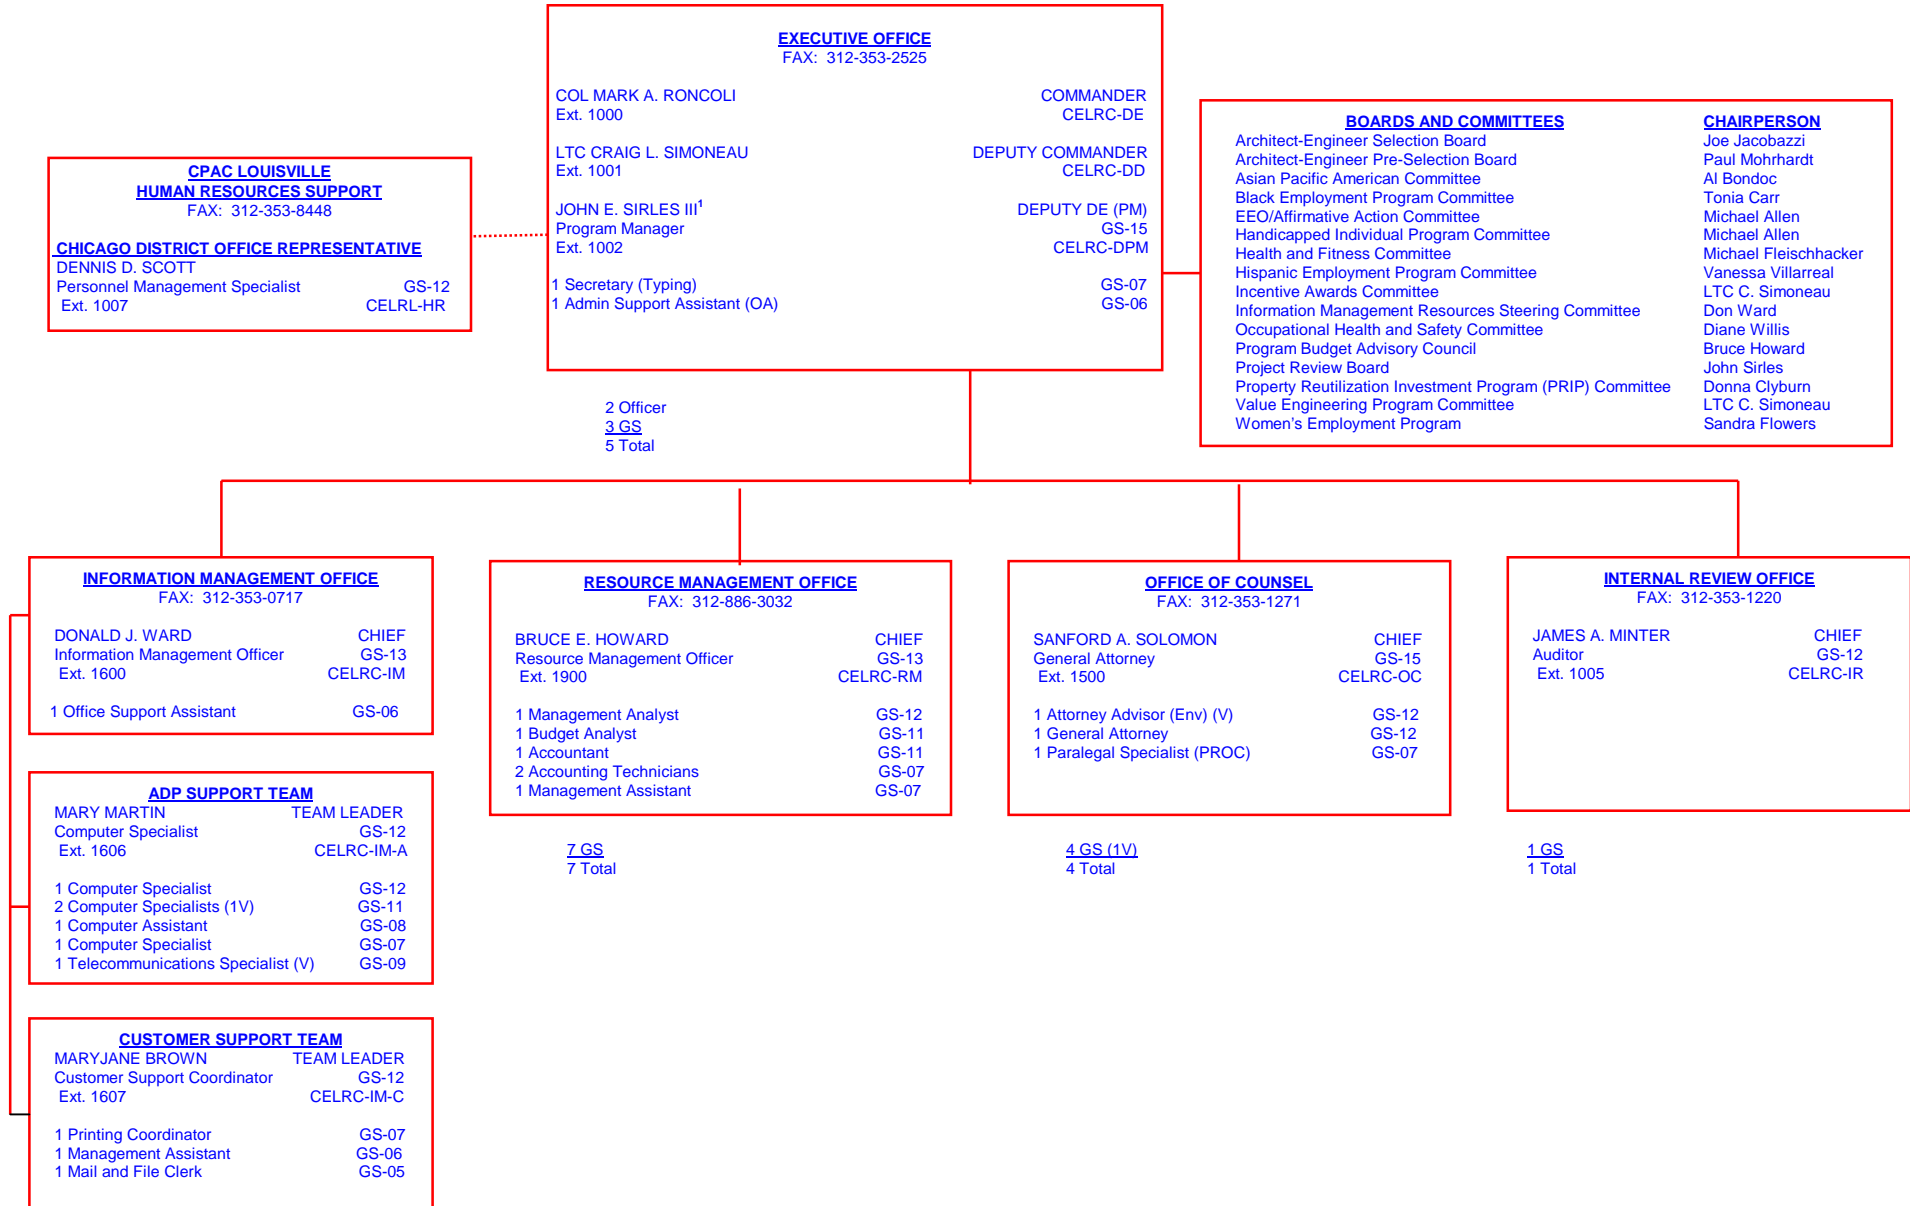 EXECUTIVE OFFICE
FAX: 312-353-2525
COL MARK A. RONCOLI COMMANDER
Ext. 1000 CELRC-DE
LTC CRAIG L. SIMONEAU DEPUTY COMMANDER
Ext. 1001 CELRC-DD
JOHN E. SIRLES III¹ DEPUTY DE (PM)
Program Manager GS-15
Ext. 1002 CELRC-DPM
1 Secretary (Typing) GS-07
1 Admin Support Assistant (OA) GS-06
2 Officer
3 GS
5 Total
CPAC LOUISVILLE
HUMAN RESOURCES SUPPORT
FAX: 312-353-8448
CHICAGO DISTRICT OFFICE REPRESENTATIVE
DENNIS D. SCOTT
Personnel Management Specialist GS-12
Ext. 1007 CELRL-HR
BOARDS AND COMMITTEES CHAIRPERSON
Architect-Engineer Selection Board Joe Jacobazzi
Architect-Engineer Pre-Selection Board Paul Mohrhardt
Asian Pacific American Committee Al Bondoc
Black Employment Program Committee Tonia Carr
EEO/Affirmative Action Committee Michael Allen
Handicapped Individual Program Committee Michael Allen
Health and Fitness Committee Michael Fleischhacker
Hispanic Employment Program Committee Vanessa Villarreal
Incentive Awards Committee LTC C. Simoneau
Information Management Resources Steering Committee Don Ward
Occupational Health and Safety Committee Diane Willis
Program Budget Advisory Council Bruce Howard
Project Review Board John Sirles
Property Reutilization Investment Program (PRIP) Committee Donna Clyburn
Value Engineering Program Committee LTC C. Simoneau
Women's Employment Program Sandra Flowers
INFORMATION MANAGEMENT OFFICE
FAX: 312-353-0717
DONALD J. WARD CHIEF
Information Management Officer GS-13
Ext. 1600 CELRC-IM
1 Office Support Assistant GS-06
ADP SUPPORT TEAM
MARY MARTIN TEAM LEADER
Computer Specialist GS-12
Ext. 1606 CELRC-IM-A
1 Computer Specialist GS-12
2 Computer Specialists (1V) GS-11
1 Computer Assistant GS-08
1 Computer Specialist GS-07
1 Telecommunications Specialist (V) GS-09
CUSTOMER SUPPORT TEAM
MARYJANE BROWN TEAM LEADER
Customer Support Coordinator GS-12
Ext. 1607 CELRC-IM-C
1 Printing Coordinator GS-07
1 Management Assistant GS-06
1 Mail and File Clerk GS-05
RESOURCE MANAGEMENT OFFICE
FAX: 312-886-3032
BRUCE E. HOWARD CHIEF
Resource Management Officer GS-13
Ext. 1900 CELRC-RM
1 Management Analyst GS-12
1 Budget Analyst GS-11
1 Accountant GS-11
2 Accounting Technicians GS-07
1 Management Assistant GS-07
7 GS
7 Total
OFFICE OF COUNSEL
FAX: 312-353-1271
SANFORD A. SOLOMON CHIEF
General Attorney GS-15
Ext. 1500 CELRC-OC
1 Attorney Advisor (Env) (V) GS-12
1 General Attorney GS-12
1 Paralegal Specialist (PROC) GS-07
4 GS (1V)
4 Total
INTERNAL REVIEW OFFICE
FAX: 312-353-1220
JAMES A. MINTER CHIEF
Auditor GS-12
Ext. 1005 CELRC-IR
1 GS
1 Total